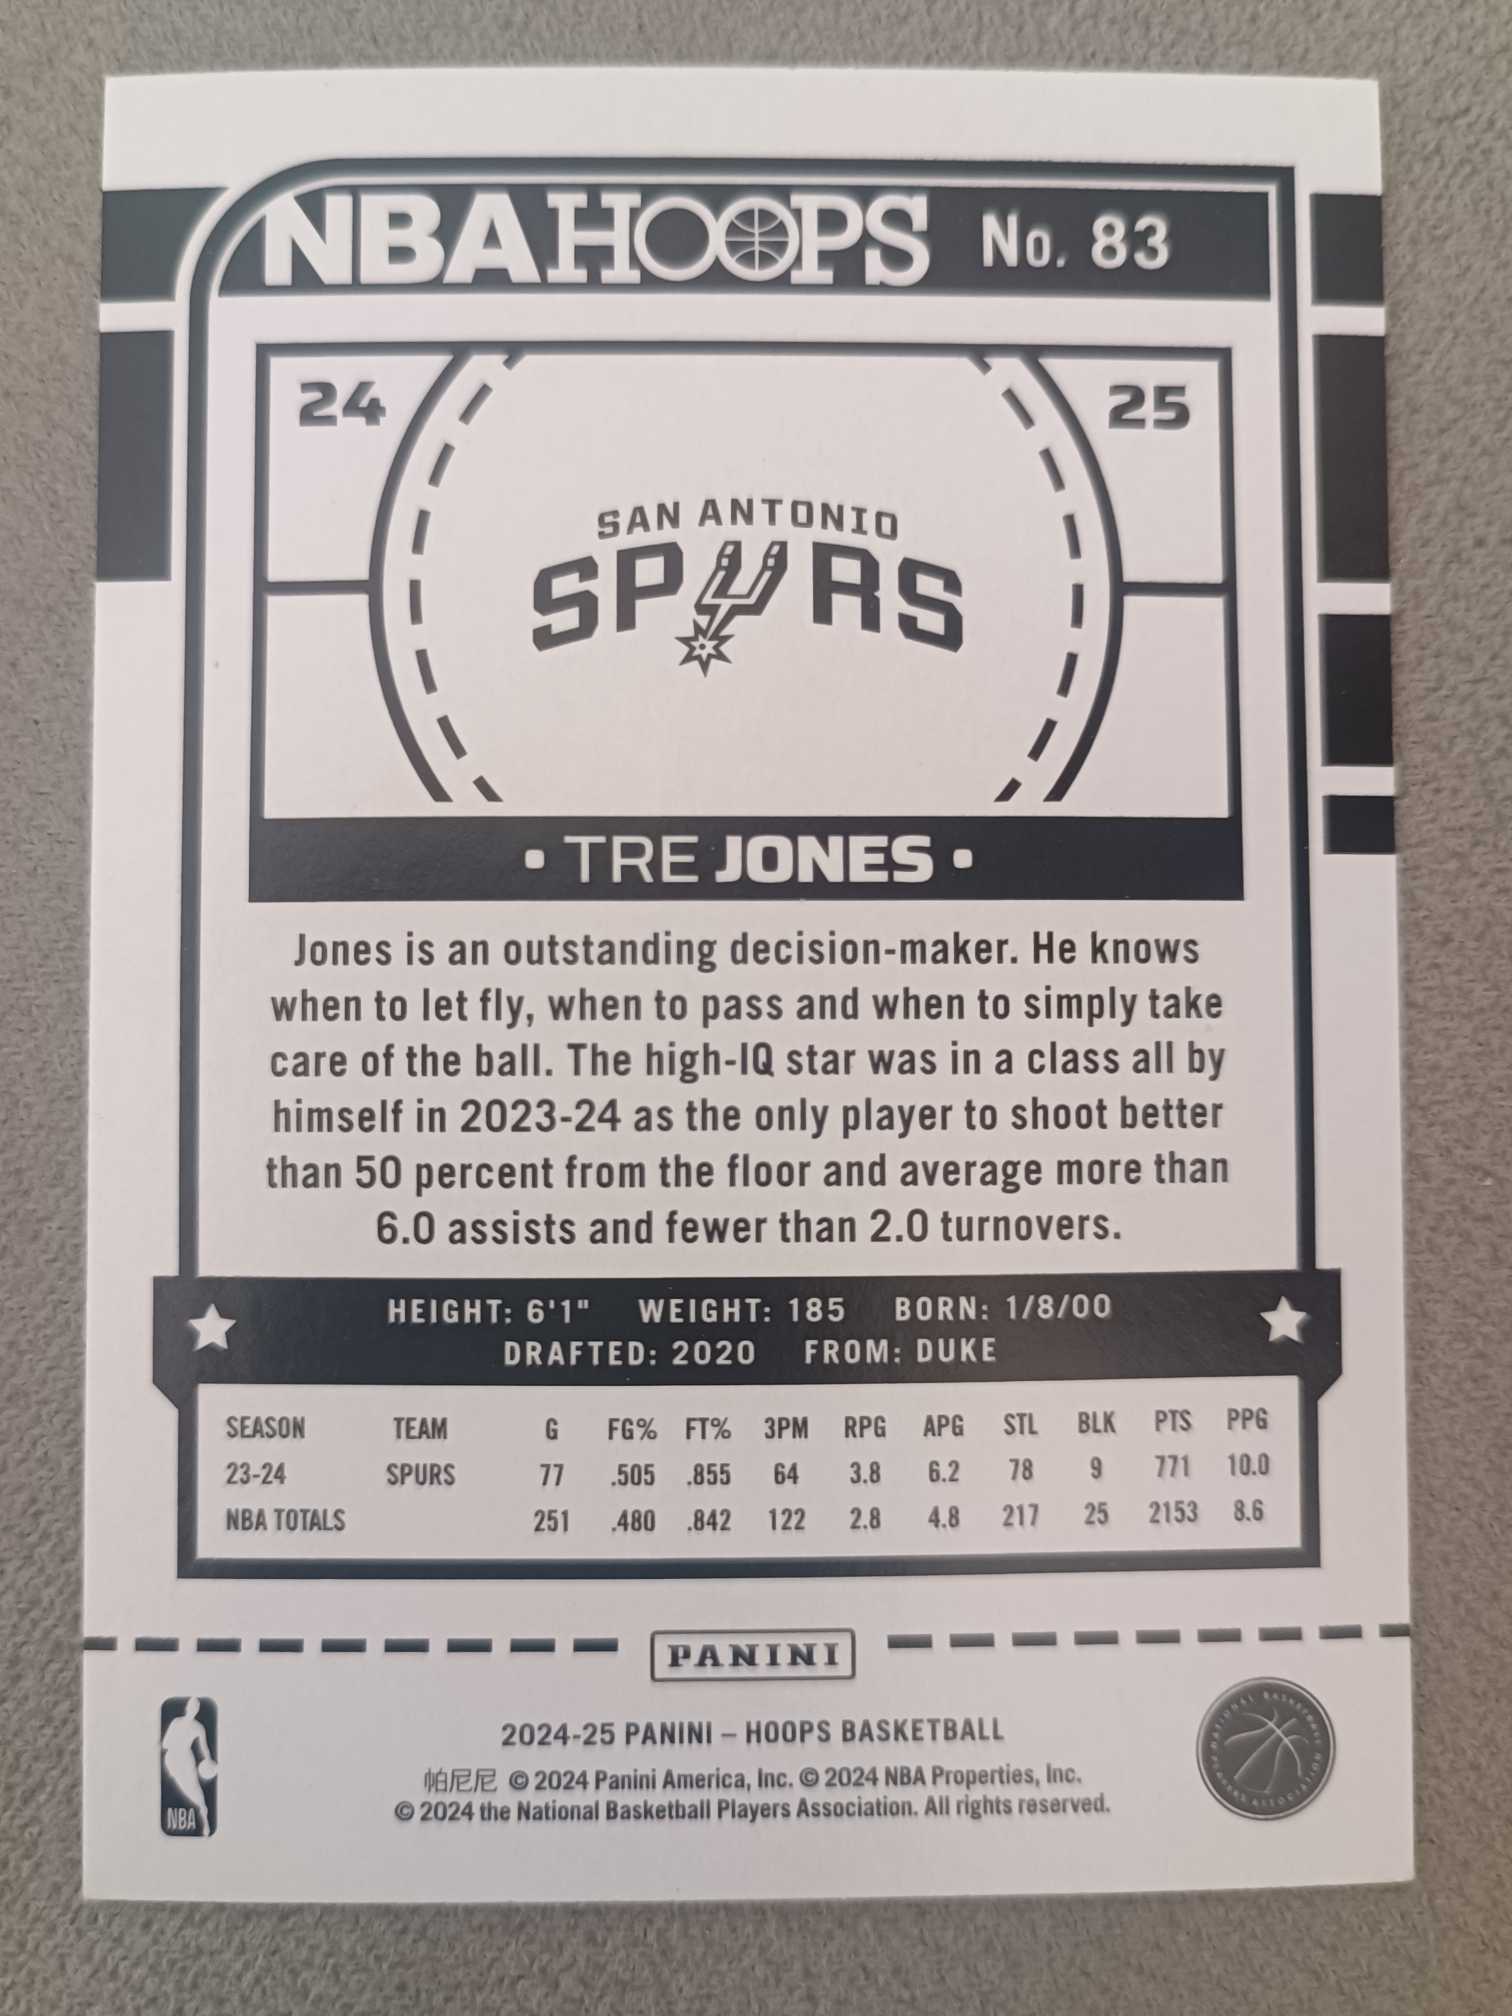 NBA HOOPS No. 83
24 25
SAN ANTONIO
SPURS
• TRE JONES •
Jones is an outstanding decision-maker. He knows
when to let fly, when to pass and when to simply take
care of the ball. The high-IQ star was in a class all by
himself in 2023-24 as the only player to shoot better
than 50 percent from the floor and average more than
6.0 assists and fewer than 2.0 turnovers.
HEIGHT: 6'1" WEIGHT: 185 BORN: 1/8/00
DRAFTED: 2020 FROM: DUKE
SEASON TEAM G FG% FT% 3PM RPG APG STL BLK PTS PPG
23-24 SPURS 77 .505 .855 64 3.8 6.2 78 9 771 10.0
NBA TOTALS 251 .480 .842 122 2.8 4.8 217 25 2153 8.6
PANINI
2024-25 PANINI – HOOPS BASKETBALL
帕尼尼 © 2024 Panini America, Inc. © 2024 NBA Properties, Inc.
© 2024 the National Basketball Players Association. All rights reserved.
NBA
NATIONAL BASKETBALL PLAYERS ASSOCIATION